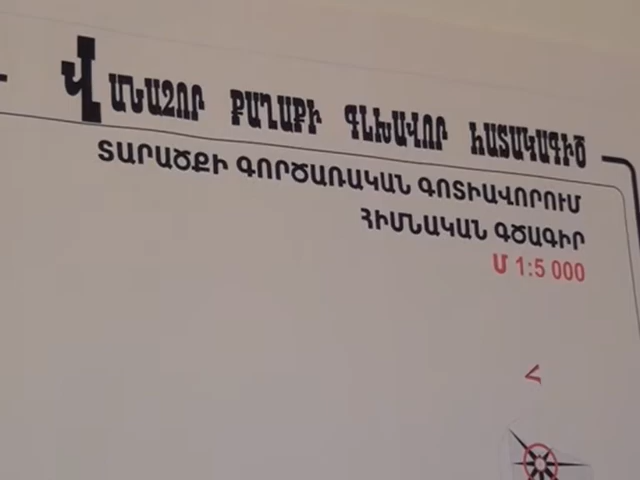 ՎԱՆԱՁՈՐ ՔԱՂԱՔԻ ԳԼԽԱՎՈՐ ՀԱՏԱԿԱԳԻԾ
ՏԱՐԱԾՔԻ ԳՈՐԾԱՌԱԿԱՆ ԳՈՏԻԱՎՈՐՈՒՄ
ՀԻՄՆԱԿԱՆ ԳԾԱԳԻՐ
Մ 1:5 000
Հ